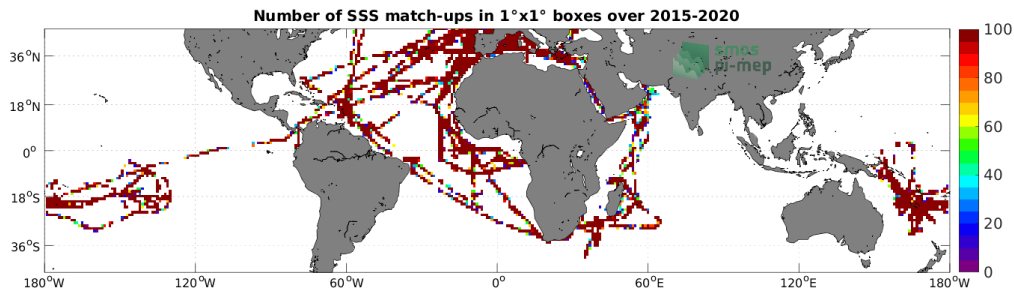 Number of SSS match-ups in 1°x1° boxes over 2015-2020
smos
pi-mep
36°N
18°N
0°
18°S
36°S
180°W
120°W
60°W
0°
60°E
120°E
180°W
100
80
60
40
20
0